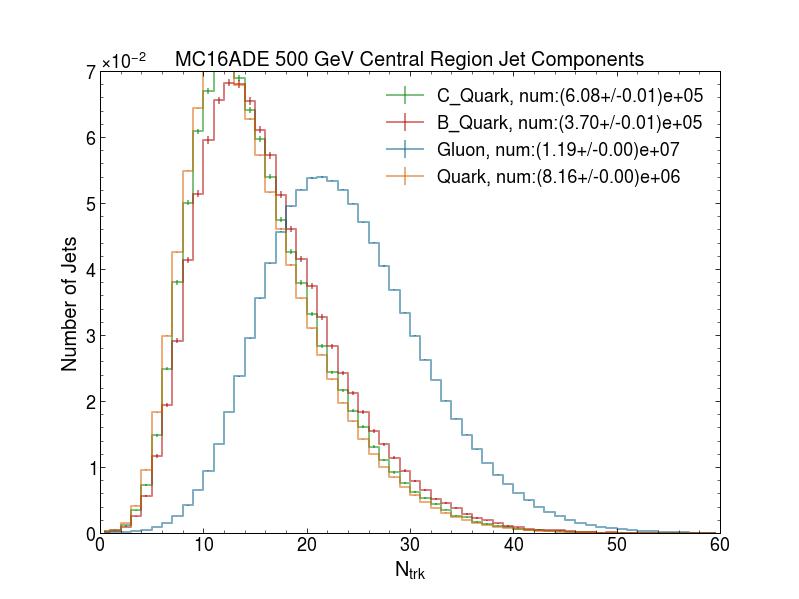 ×10⁻² MC16ADE 500 GeV Central Region Jet Components
7
6
5
4
3
2
1
0
Number of Jets
C_Quark, num:(6.08+/-0.01)e+05
B_Quark, num:(3.70+/-0.01)e+05
Gluon, num:(1.19+/-0.00)e+07
Quark, num:(8.16+/-0.00)e+06
0 10 20 30 40 50 60
Nₜᵣₖ